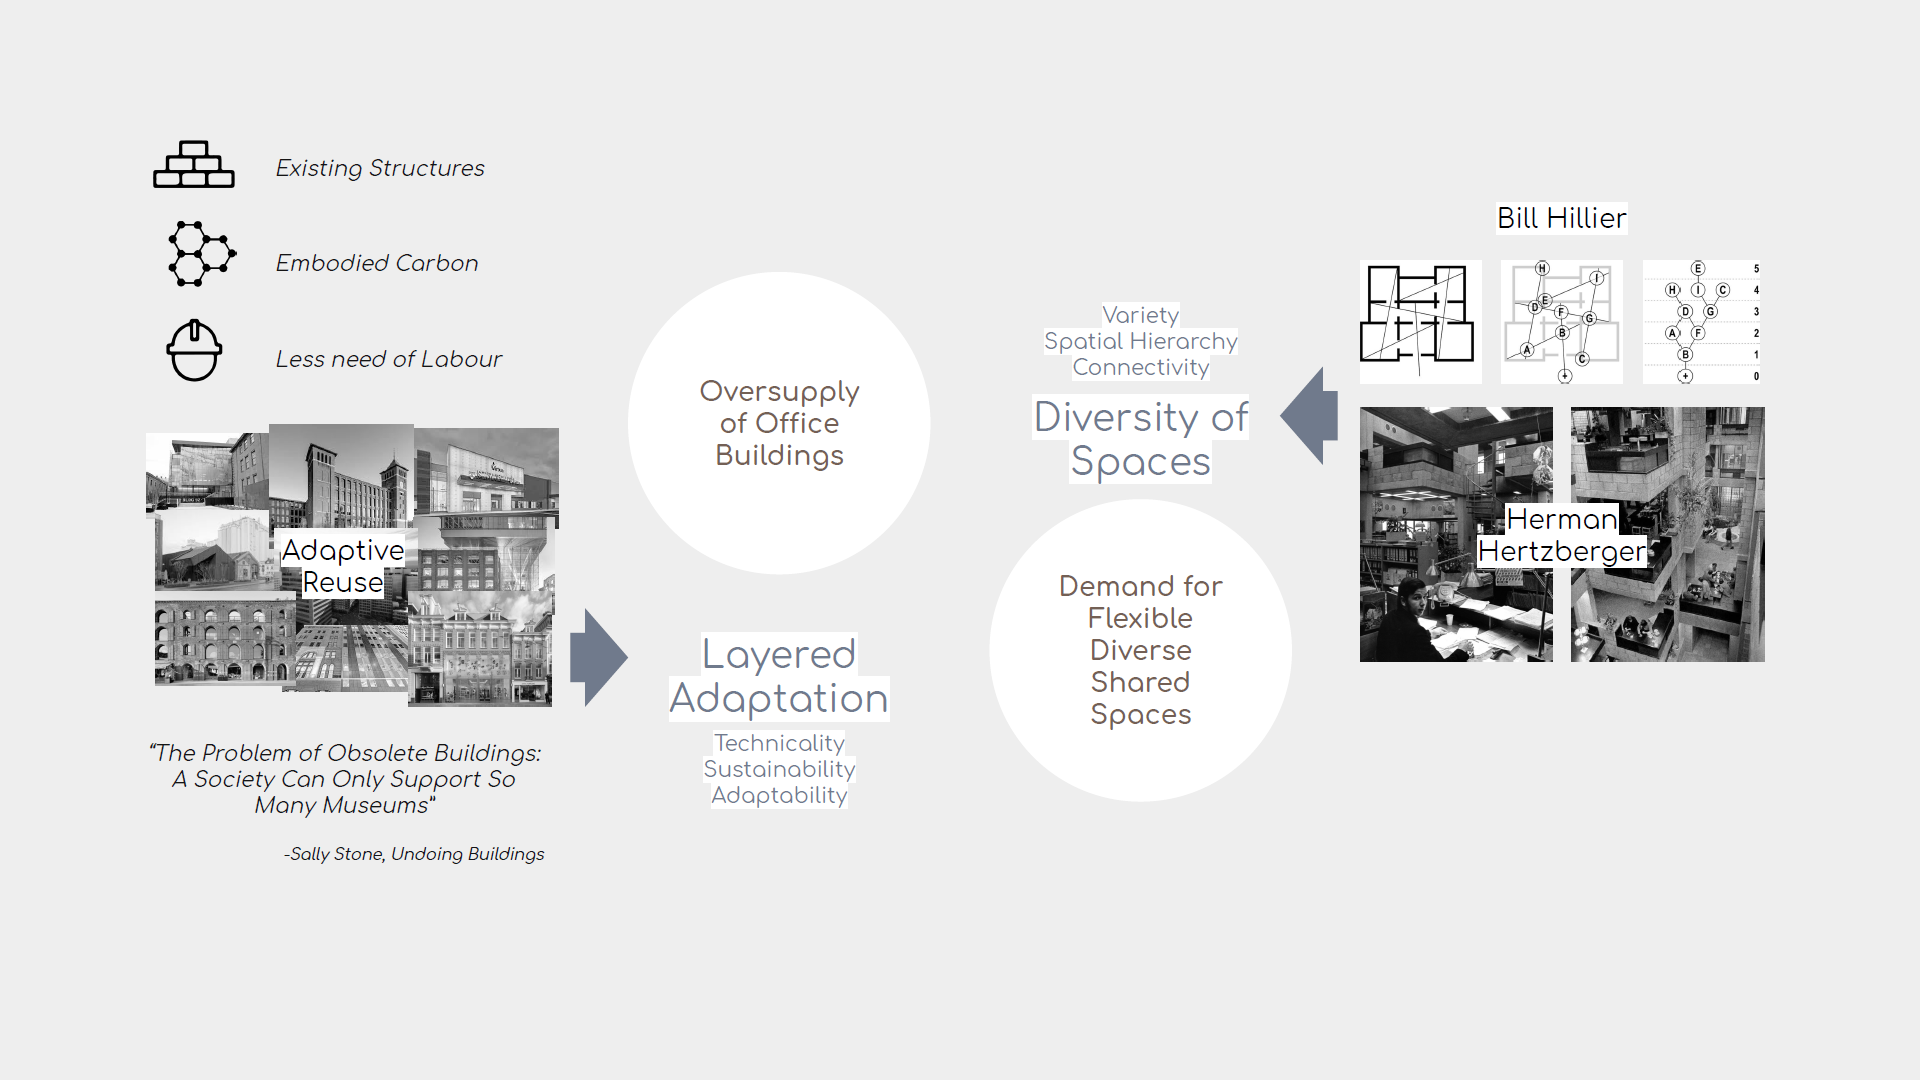 Existing Structures
Embodied Carbon
Less need of Labour
Adaptive
Reuse
“The Problem of Obsolete Buildings:
A Society Can Only Support So
Many Museums”
-Sally Stone, Undoing Buildings
Oversupply
of Office
Buildings
Layered
Adaptation
Technicality
Sustainability
Adaptability
Variety
Spatial Hierarchy
Connectivity
Diversity of
Spaces
Demand for
Flexible
Diverse
Shared
Spaces
Bill Hillier
H
I
E
D
F
G
B
A
C
+
E 5
H I C 4
D G 3
A F 2
B 1
+ 0
Herman
Hertzberger